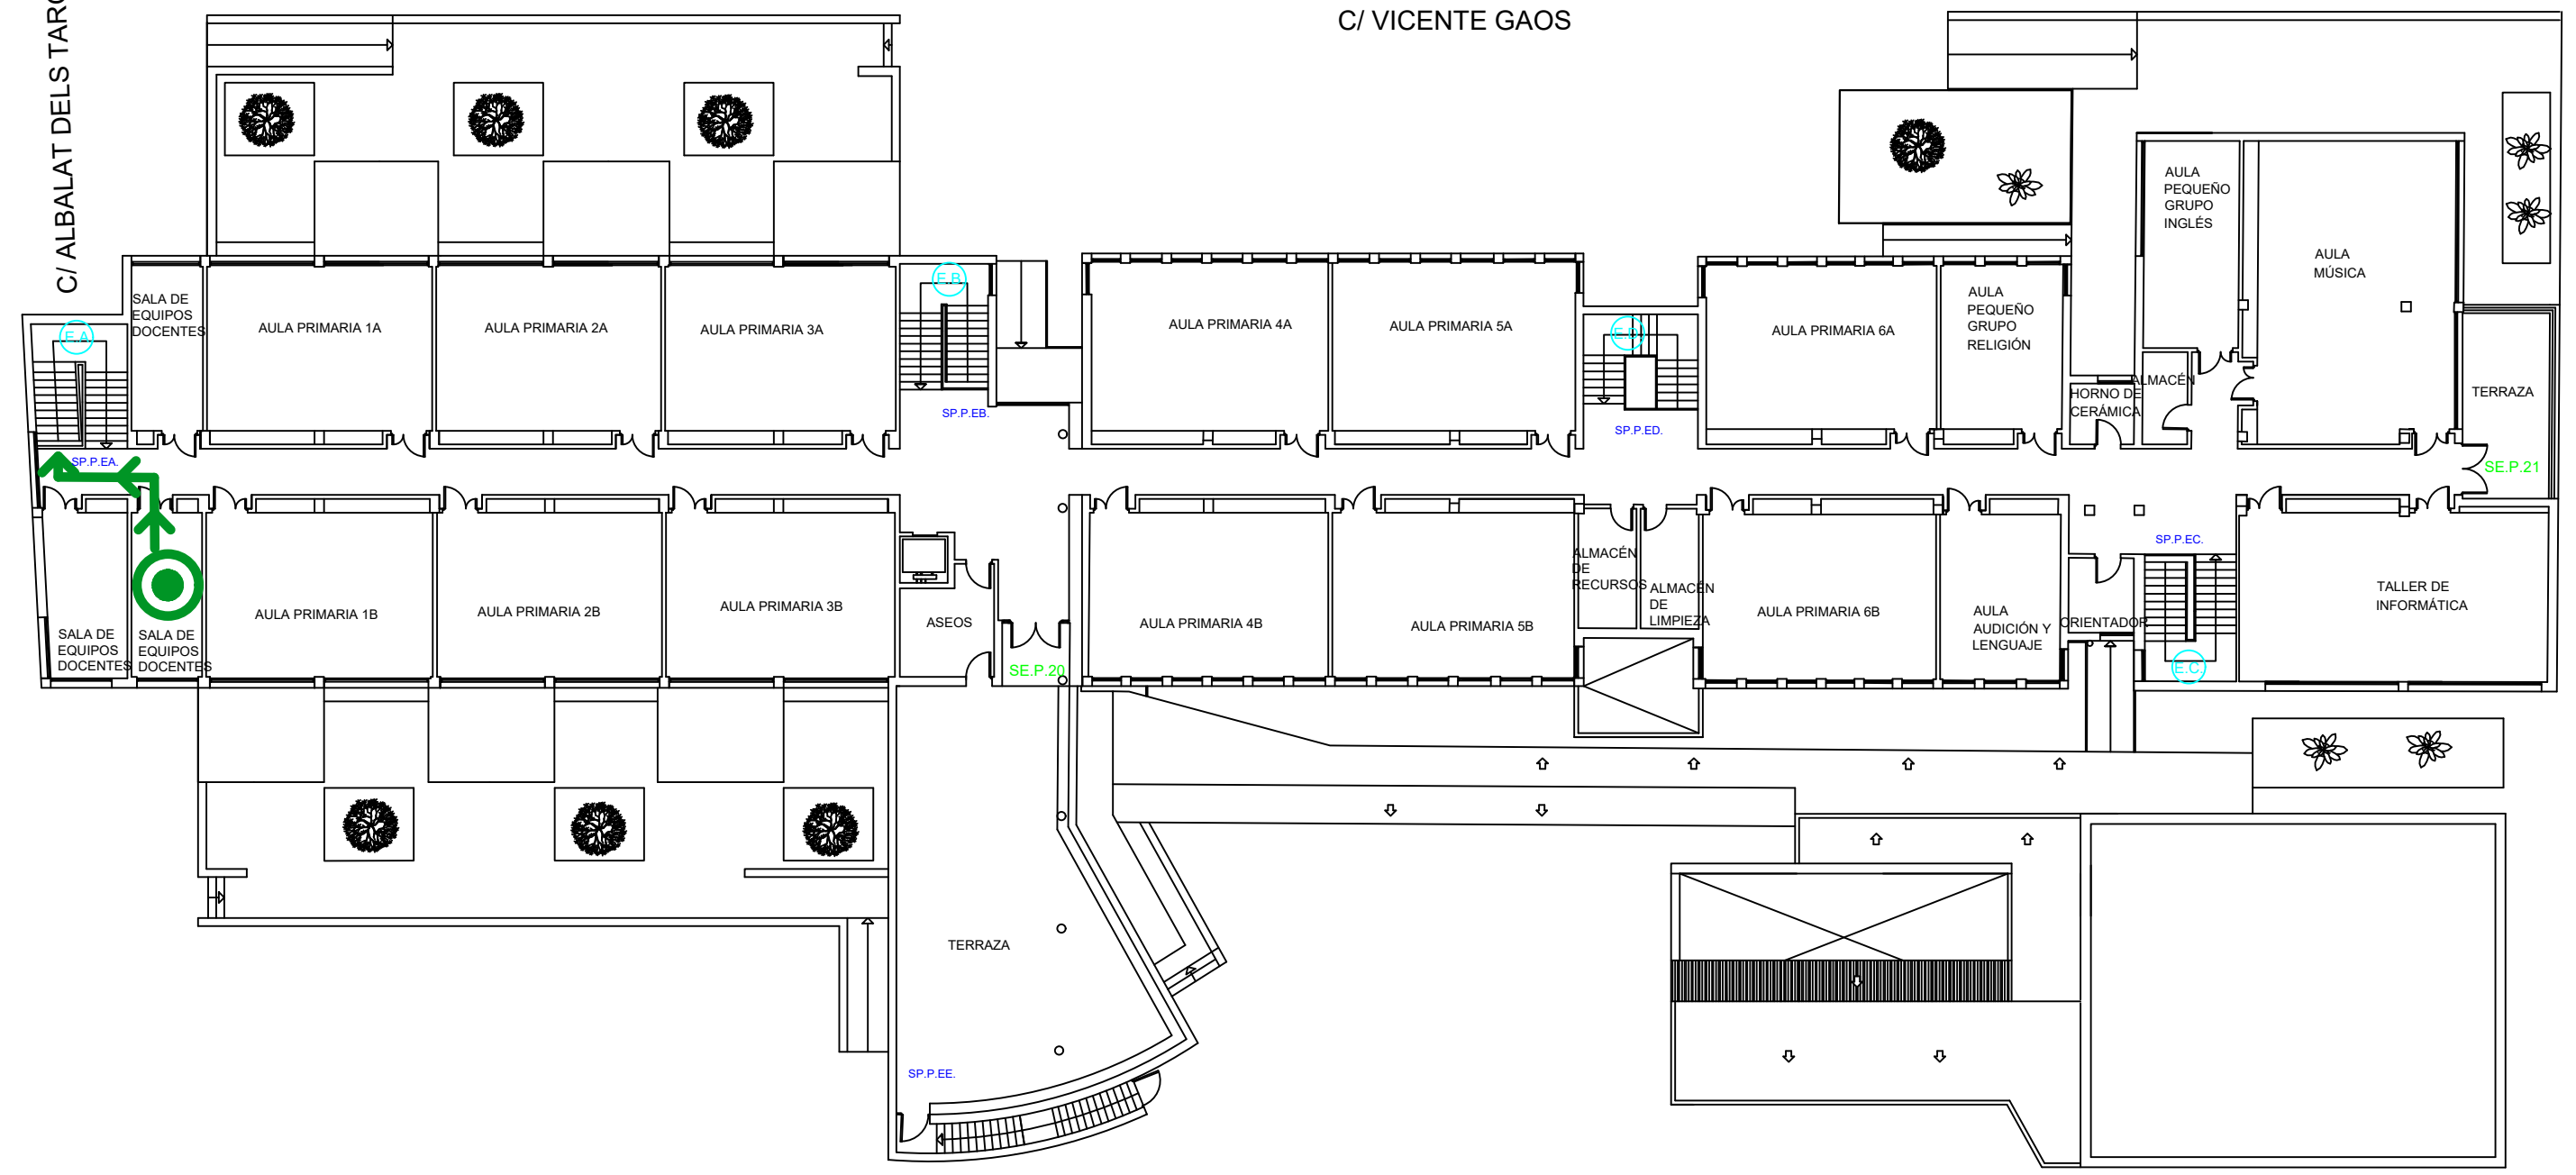 C/ ALBALAT DELS
C/ VICENTE GAOS
AULA
PEQUEÑO
GRUPO
INGLÉS
AULA
MÚSICA
SALA DE
EQUIPOS
DOCENTES
AULA PRIMARIA 1A
AULA PRIMARIA 2A
AULA PRIMARIA 3A
E.A.
E.B.
AULA PRIMARIA 4A
AULA PRIMARIA 5A
E.D.
AULA PRIMARIA 6A
AULA
PEQUEÑO
GRUPO
RELIGIÓN
ALMACÉN
HORNO DE
CERÁMICA
TERRAZA
SP.P.EA.
SP.P.EB.
SP.P.ED.
SE.P.21
SP.P.EC.
SALA DE
EQUIPOS
DOCENTES
SALA DE
EQUIPOS
DOCENTES
AULA PRIMARIA 1B
AULA PRIMARIA 2B
AULA PRIMARIA 3B
ASEOS
SE.P.20
AULA PRIMARIA 4B
AULA PRIMARIA 5B
ALMACÉN
DE
RECURSOS
ALMACÉN
DE
LIMPIEZA
AULA PRIMARIA 6B
AULA
AUDICIÓN Y
LENGUAJE
ORIENTADOR
E.C.
TALLER DE
INFORMÁTICA
TERRAZA
SP.P.EE.